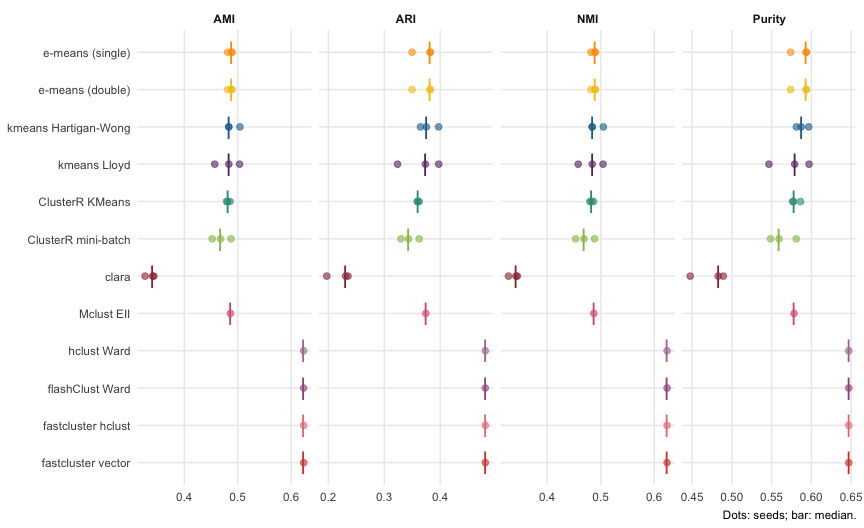 AMI ARI NMI Purity
e-means (single)
e-means (double)
kmeans Hartigan-Wong
kmeans Lloyd
ClusterR KMeans
ClusterR mini-batch
clara
Mclust EII
hclust Ward
flashClust Ward
fastcluster hclust
fastcluster vector
0.4 0.5 0.6 0.2 0.3 0.4 0.4 0.5 0.6 0.45 0.50 0.55 0.60 0.65
Dots: seeds; bar: median.